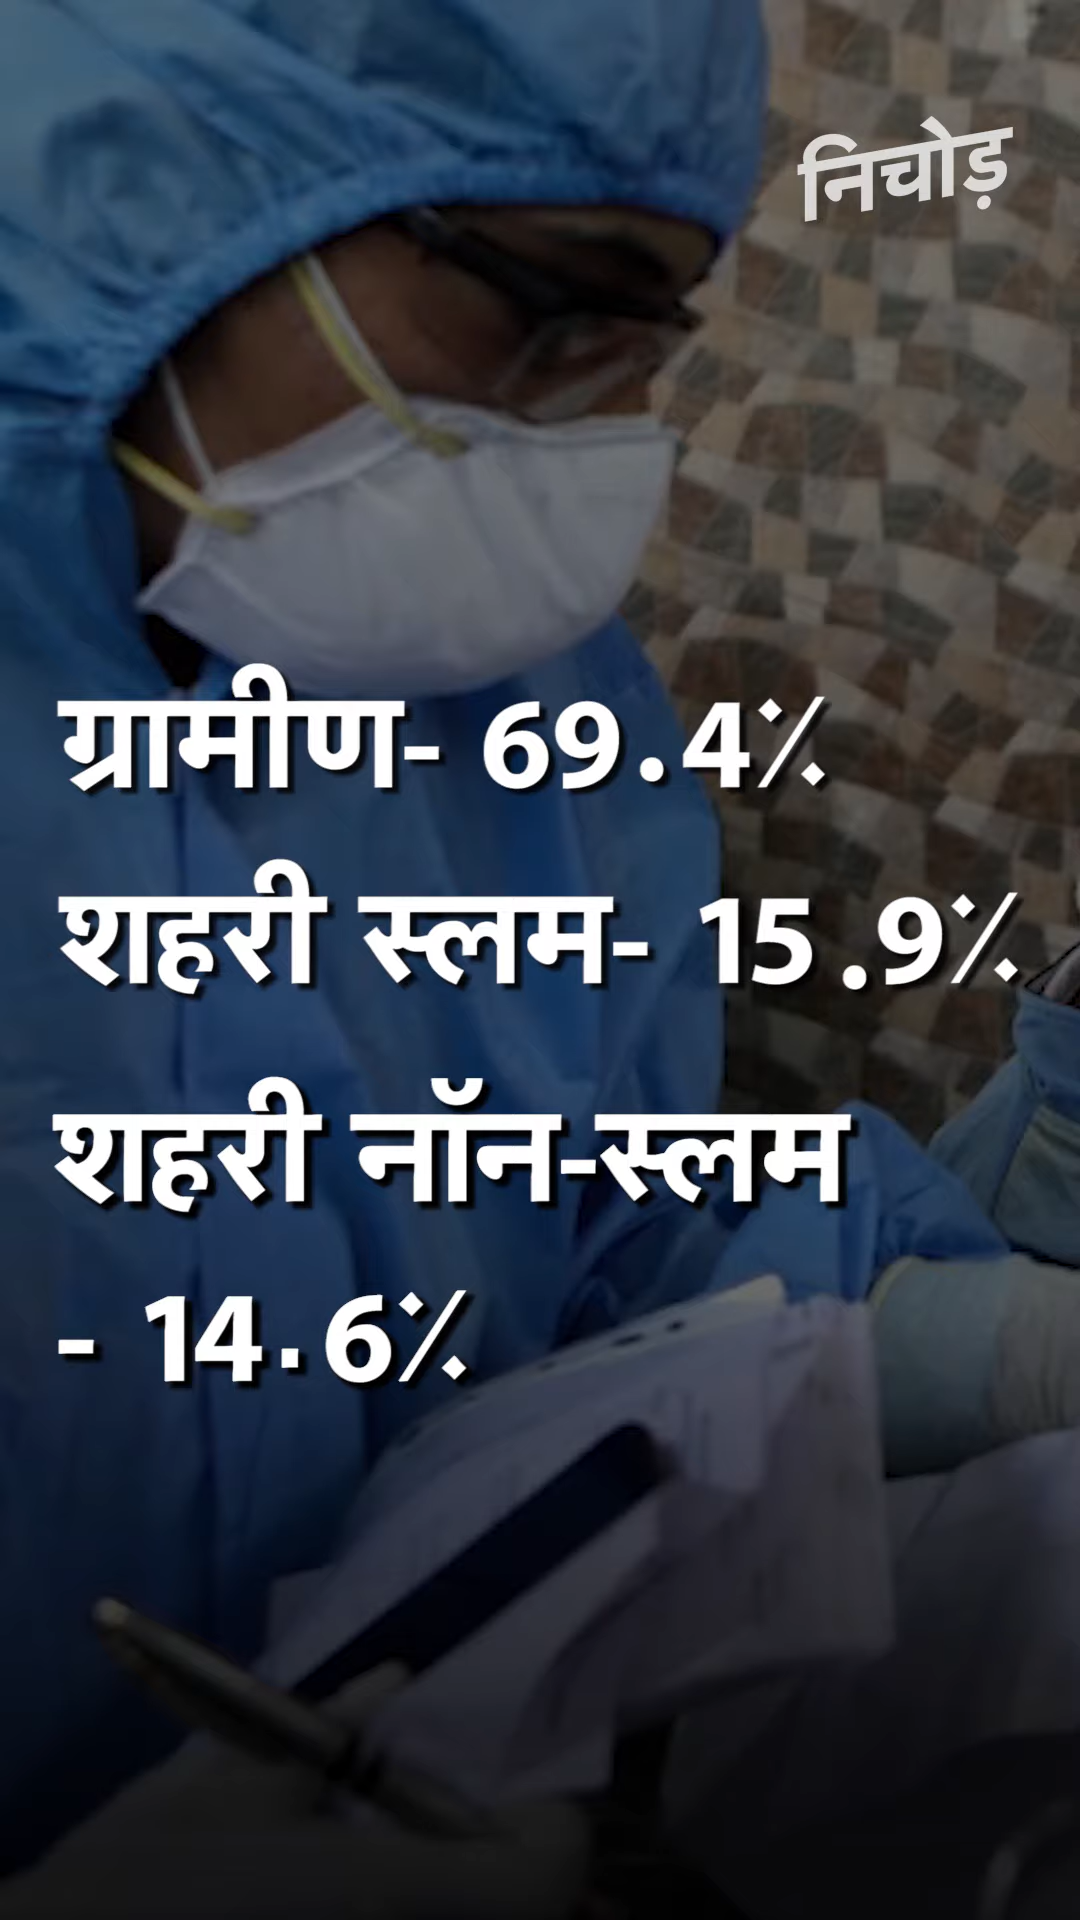 निचोड़
ग्रामीण- 69.4%
शहरी स्लम- 15.9%
शहरी नॉन-स्लम
- 14.6%